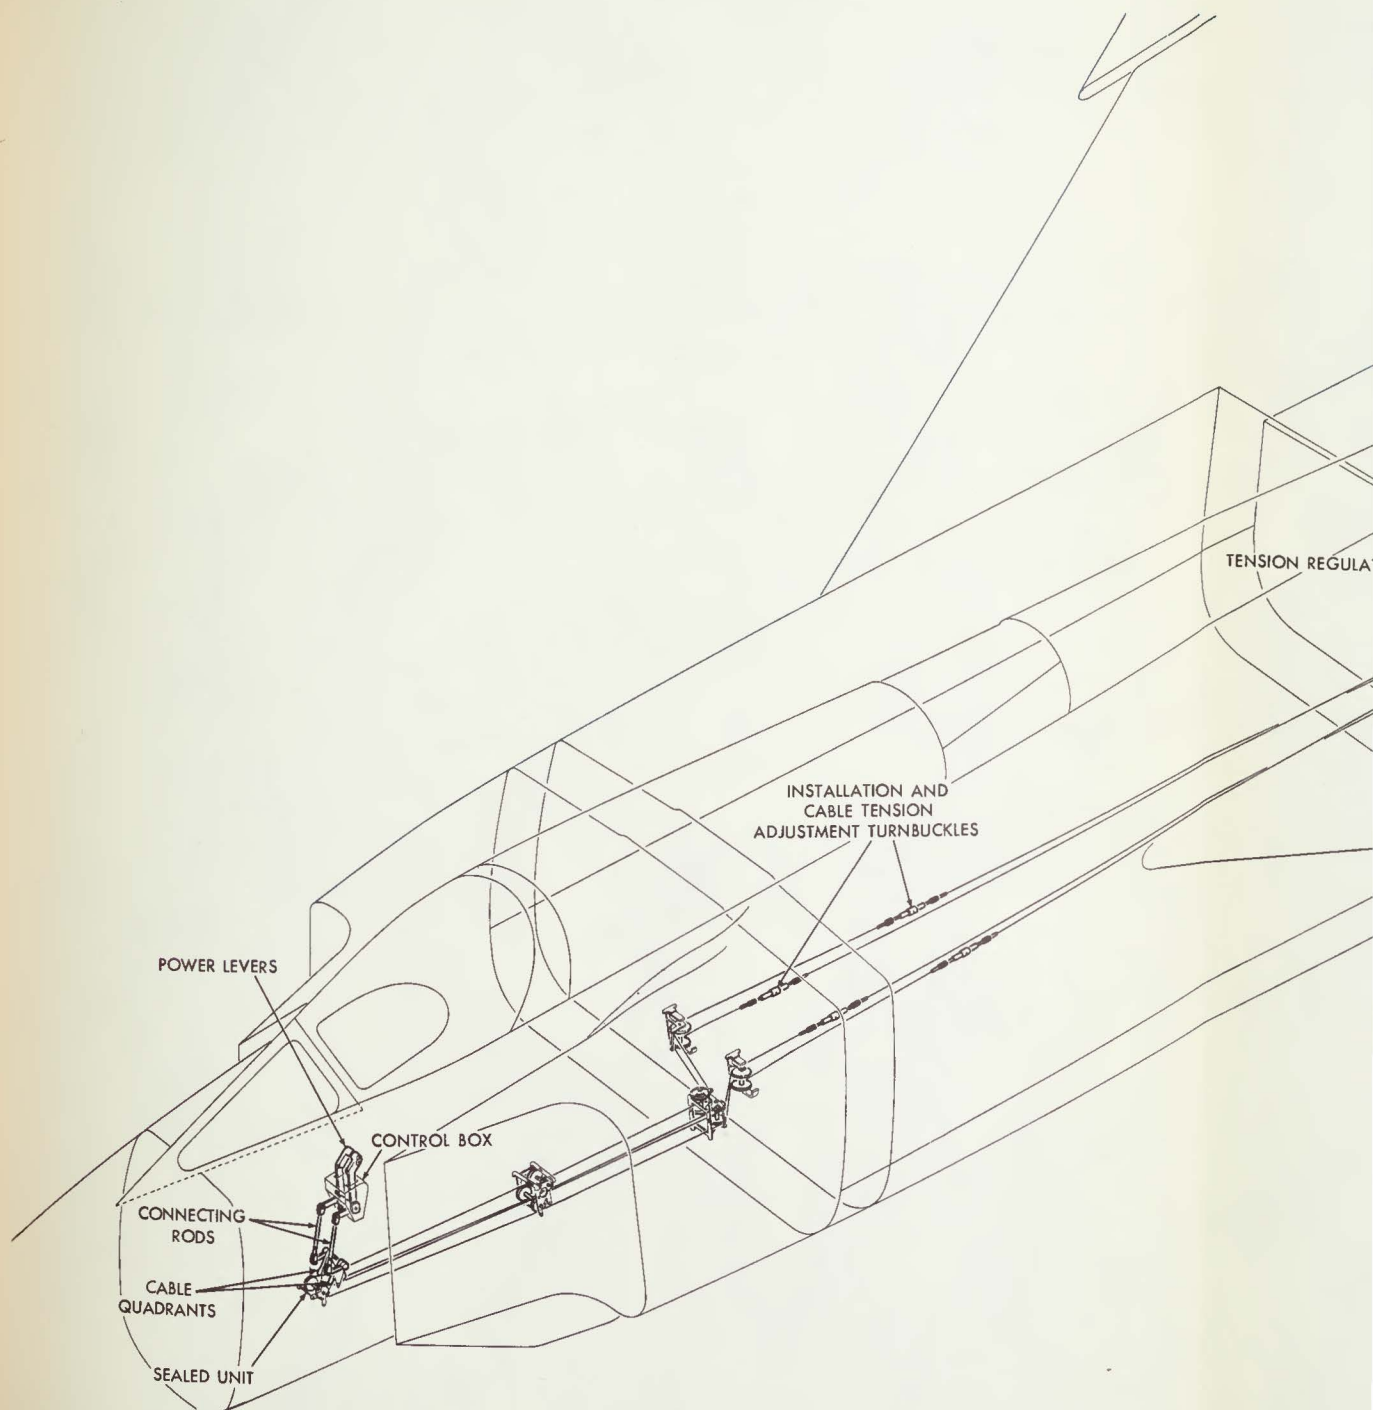 TENSION REGULA
INSTALLATION AND
CABLE TENSION
ADJUSTMENT TURNBUCKLES
POWER LEVERS
CONTROL BOX
CONNECTING
RODS
CABLE
QUADRANTS
SEALED UNIT